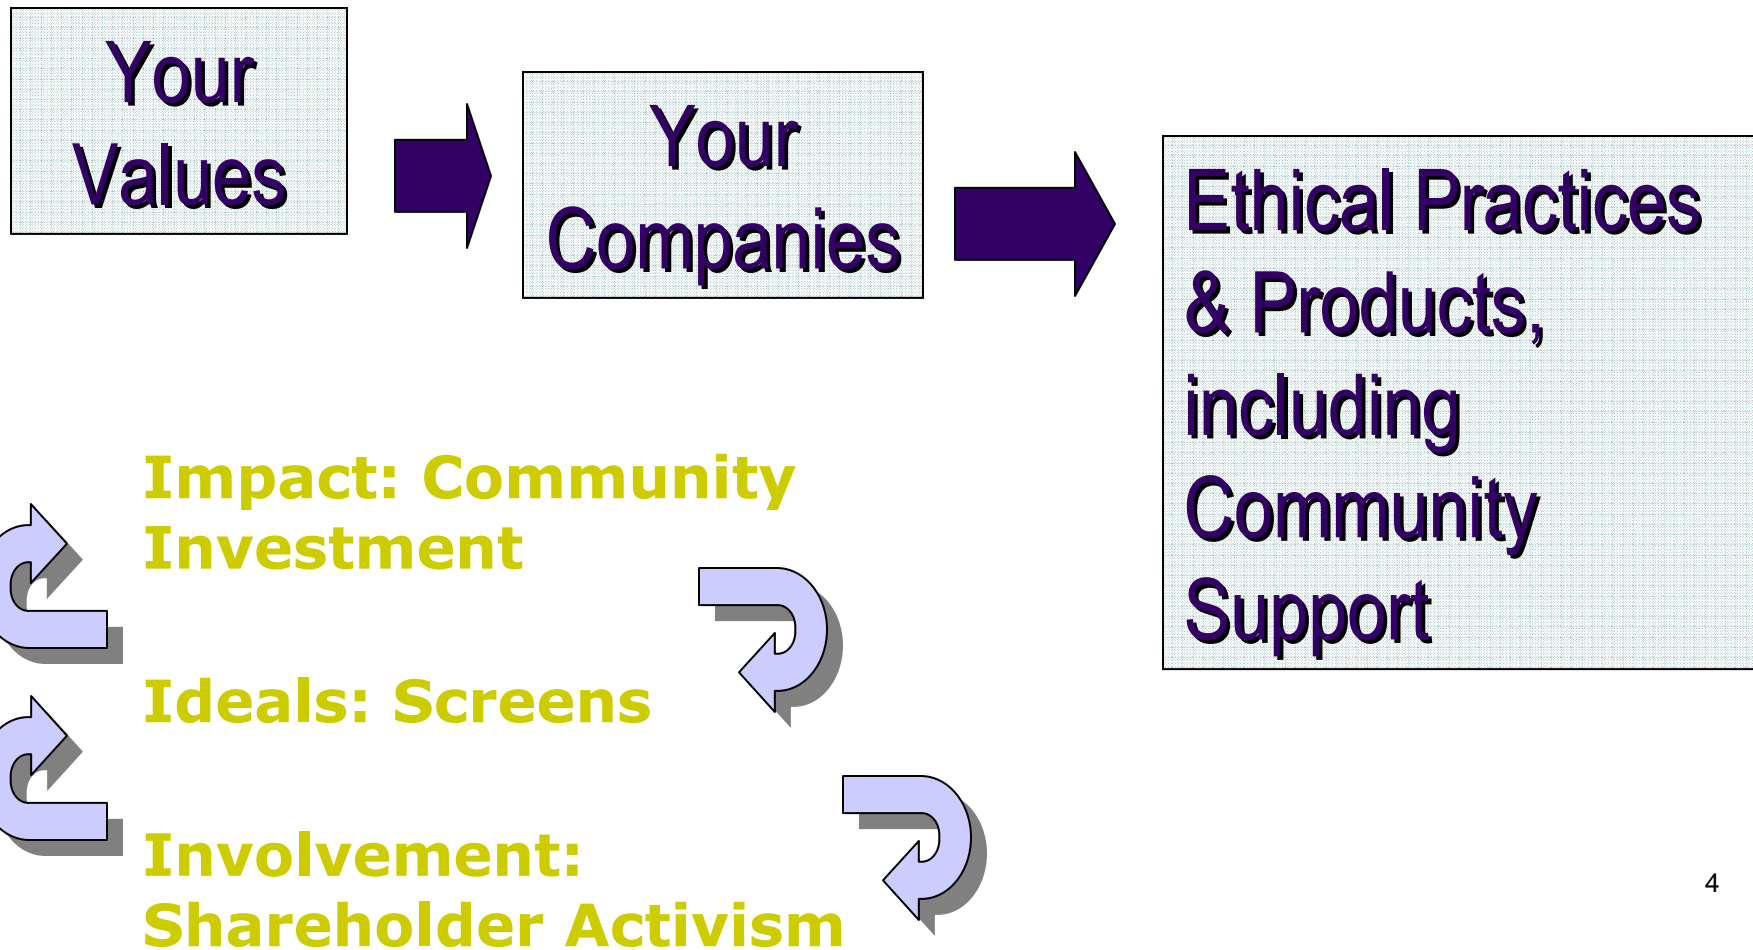 Your
Values
Your
Companies
Ethical Practices
& Products,
including
Community
Support
Impact: Community
Investment
Ideals: Screens
Involvement:
Shareholder Activism
4